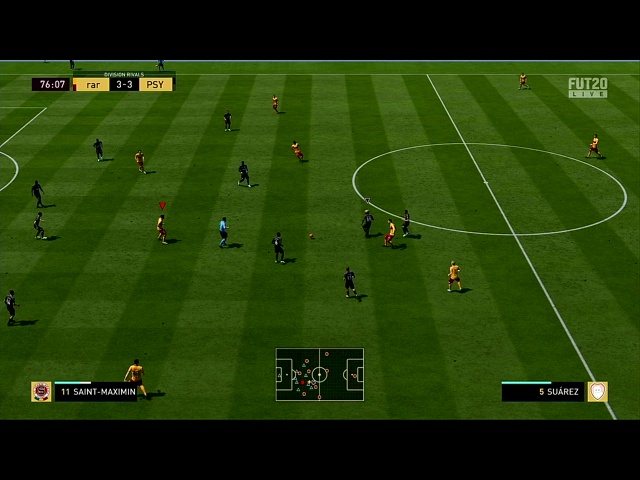 DIVISION RIVALS
76:07 rar 3-3 PSY
FUT20
LIVE
11 SAINT-MAXIMIN
5 SUÁREZ